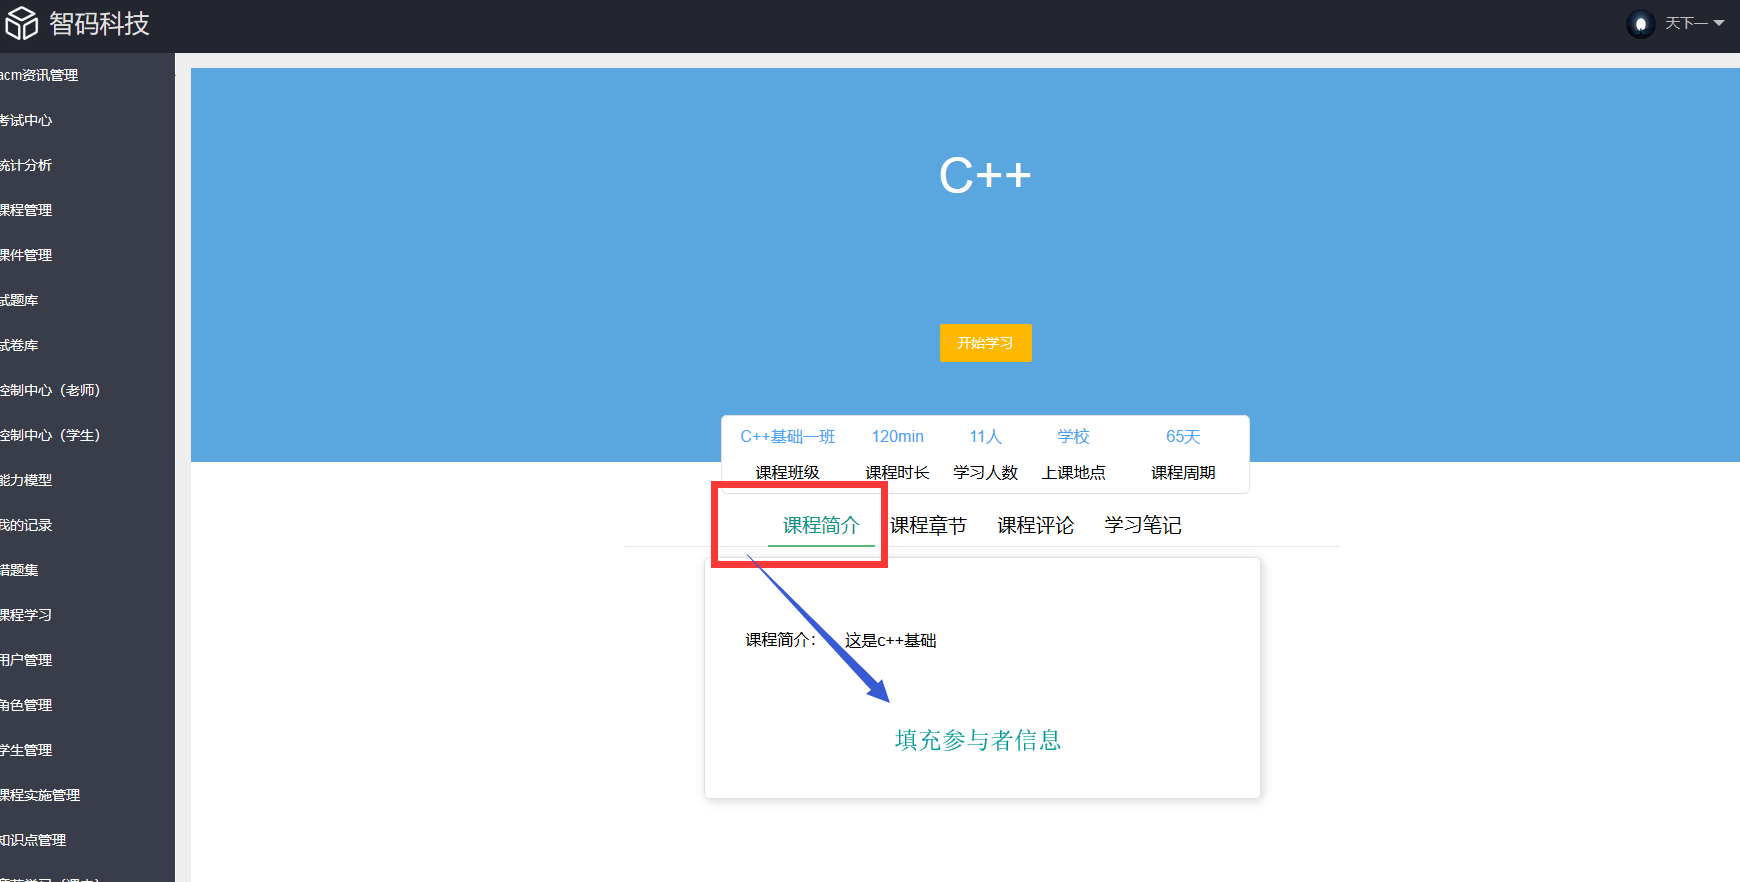 智码科技
天下一
acm资讯管理
考试中心
统计分析
课程管理
课件管理
试题库
试卷库
控制中心（老师）
控制中心（学生）
能力模型
我的记录
错题集
课程学习
用户管理
角色管理
学生管理
课程实施管理
知识点管理
C++
开始学习
C++基础一班 120min 11人 学校 65天
课程班级 课程时长 学习人数 上课地点 课程周期
课程简介 课程章节 课程评论 学习笔记
课程简介： 这是c++基础
填充参与者信息